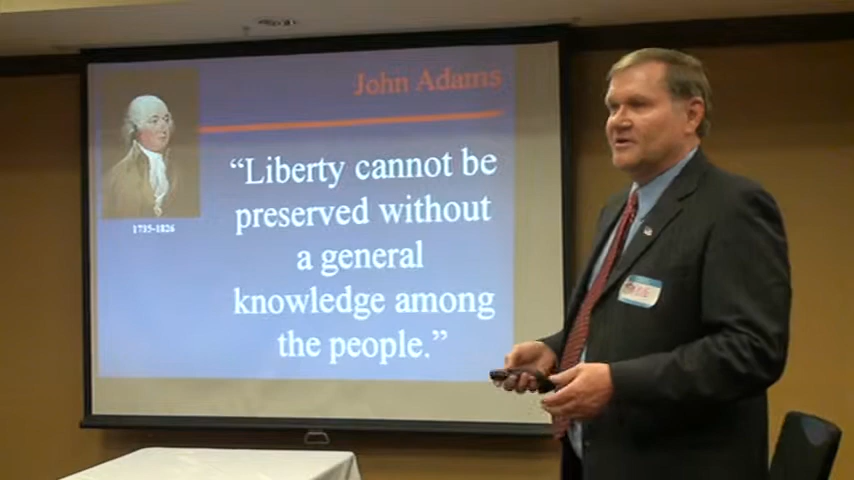 John Adams
1735-1826
“Liberty cannot be
preserved without
a general
knowledge among
the people.”